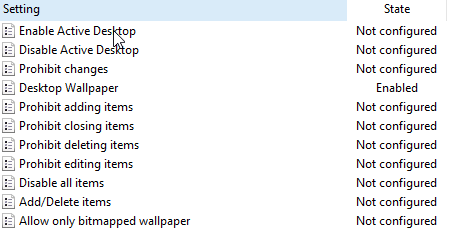 Setting State
Enable Active Desktop Not configured
Disable Active Desktop Not configured
Prohibit changes Not configured
Desktop Wallpaper Enabled
Prohibit adding items Not configured
Prohibit closing items Not configured
Prohibit deleting items Not configured
Prohibit editing items Not configured
Disable all items Not configured
Add/Delete items Not configured
Allow only bitmapped wallpaper Not configured